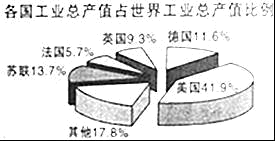 各国工业总产值占世界工业总产值比例
英国9.3%
德国11.6%
法国5.7%
苏联13.7%
美国41.9%
其他17.8%